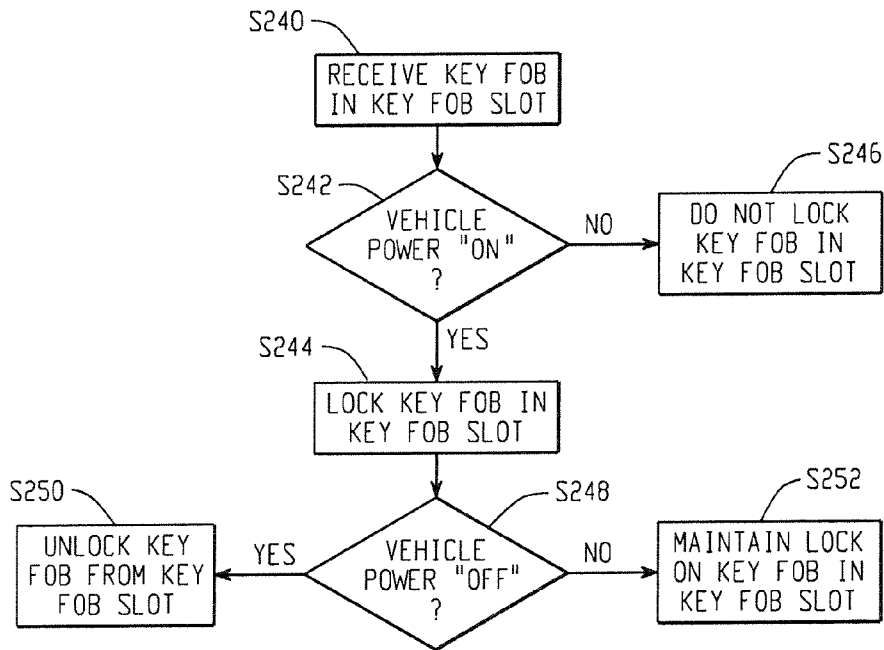 S240
RECEIVE KEY FOB
IN KEY FOB SLOT
S242
VEHICLE
POWER "ON"
?
NO
S246
DO NOT LOCK
KEY FOB IN
KEY FOB SLOT
YES
S244
LOCK KEY FOB IN
KEY FOB SLOT
S248
VEHICLE
POWER "OFF"
?
YES
S250
UNLOCK KEY
FOB FROM KEY
FOB SLOT
NO
S252
MAINTAIN LOCK
ON KEY FOB IN
KEY FOB SLOT